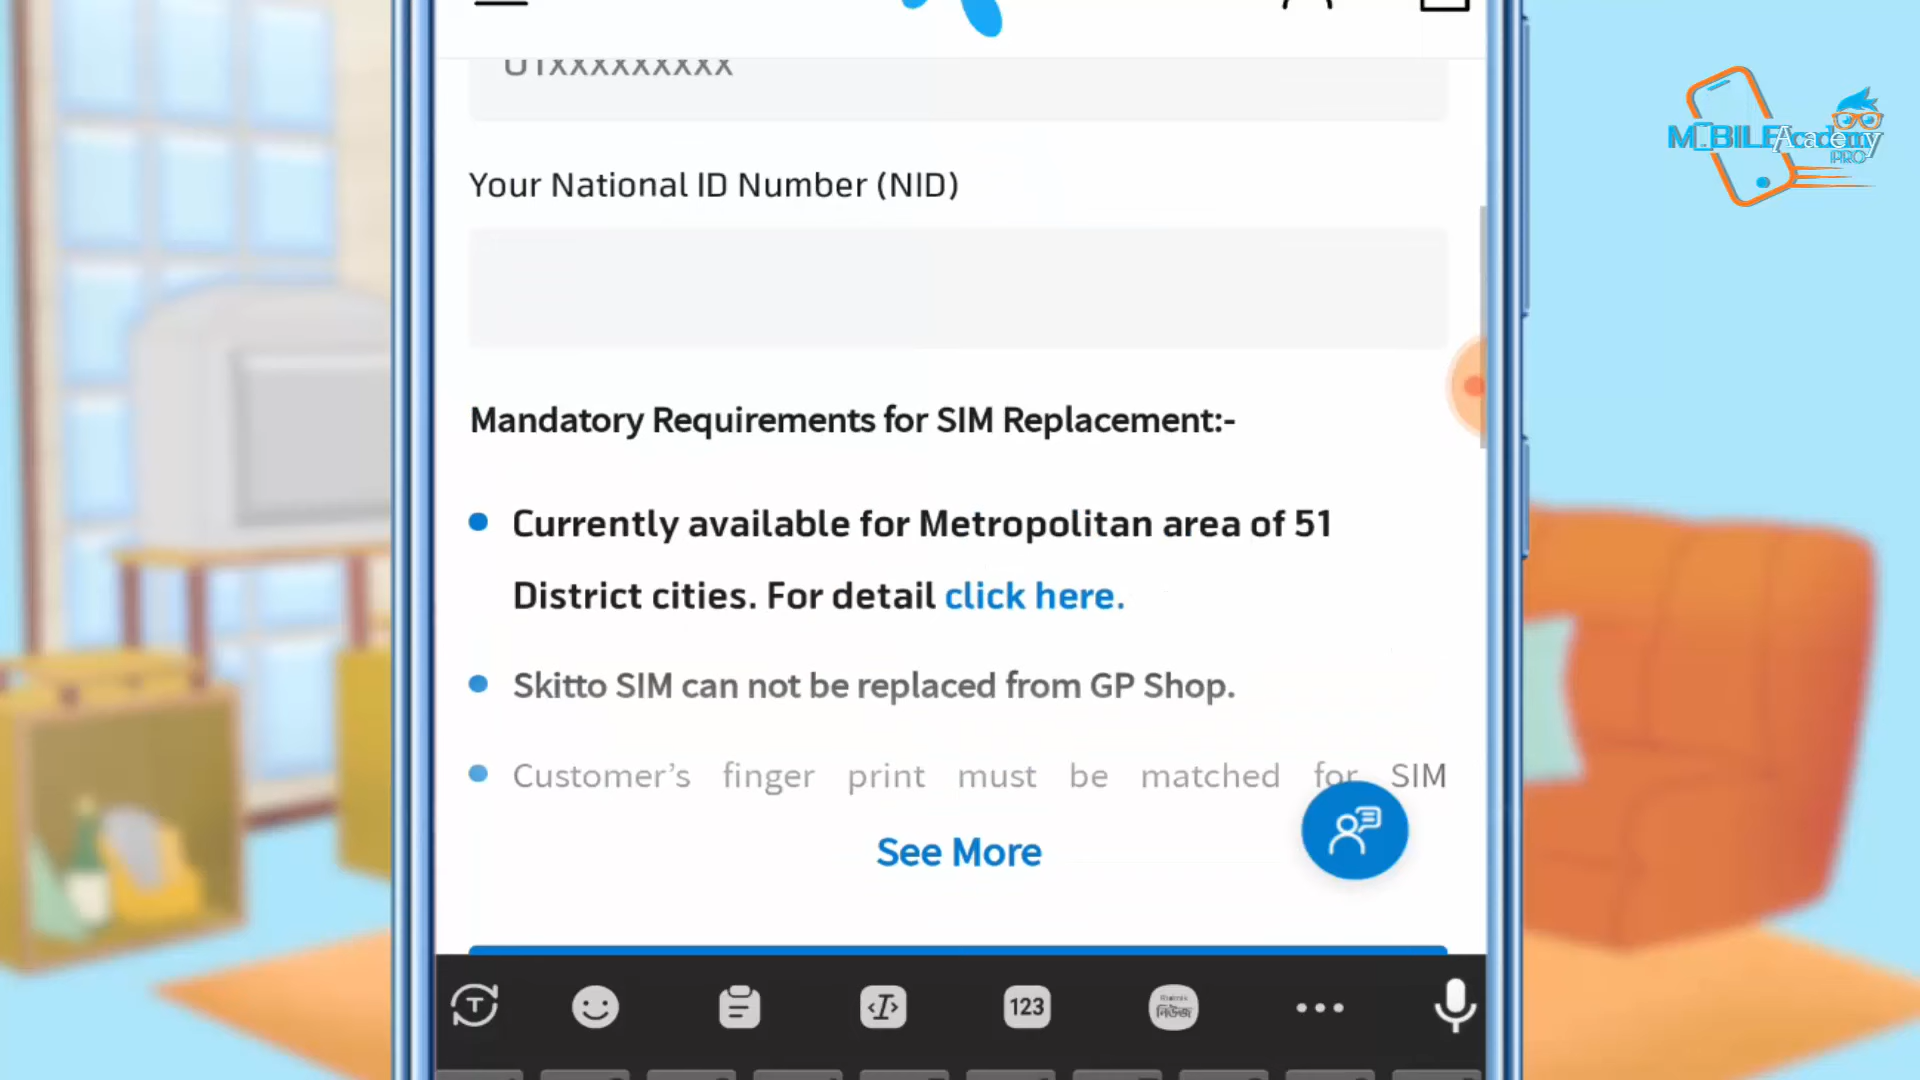 01XXXXXXXXX
Your National ID Number (NID)
Mandatory Requirements for SIM Replacement:-
Currently available for Metropolitan area of 51
District cities. For detail click here.
Skitto SIM can not be replaced from GP Shop.
Customer’s finger print must be matched for SIM
See More
T
123
MOBILE Academy
PRO